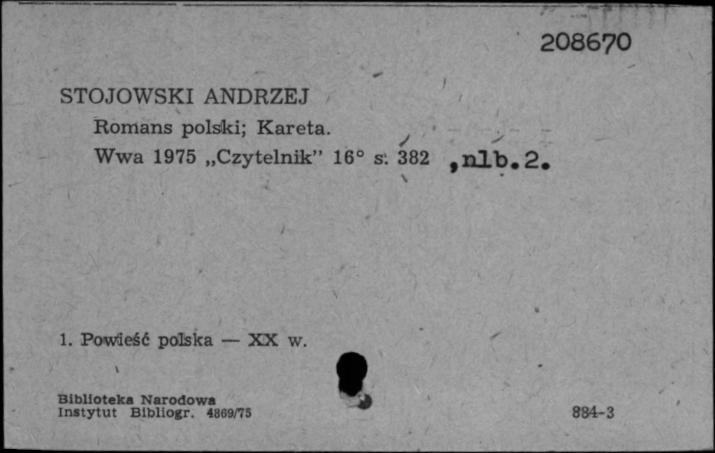 208670
STOJOWSKI ANDRZEJ
Romans polski; Kareta.
Wwa 1975 „Czytelnik” 16° s. 382 ,nlb.2.
1. Powieść polska — XX w.
Biblioteka Narodowa
Instytut Bibliogr. 4869/75
884-3